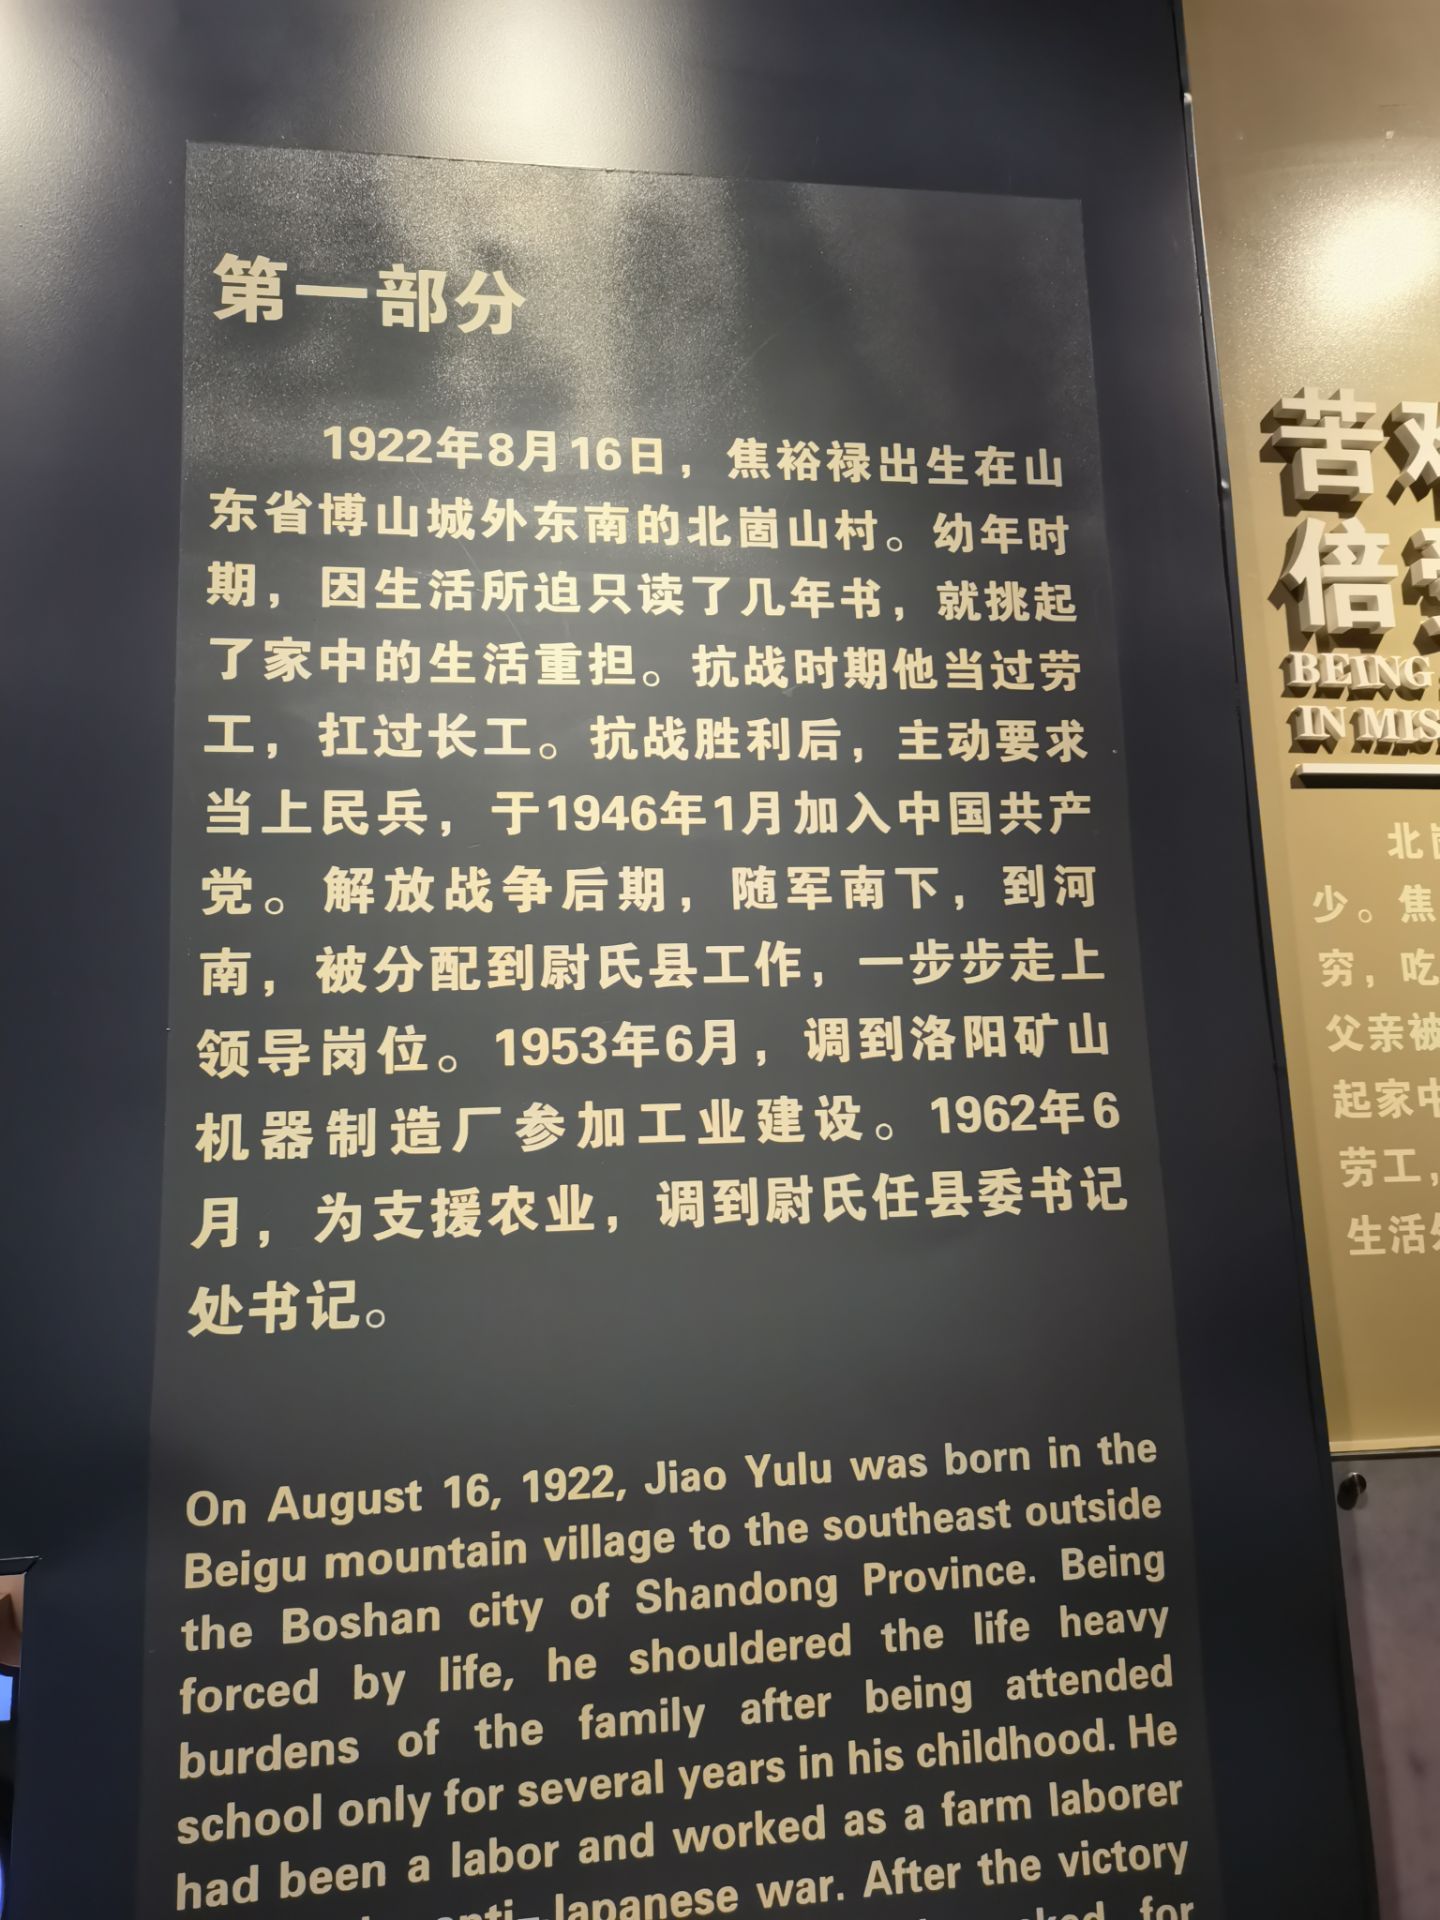 第一部分
1922年8月16日，焦裕禄出生在山
东省博山城外东南的北崮山村。幼年时
期，因生活所迫只读了几年书，就挑起
了家中的生活重担。抗战时期他当过劳
工，扛过长工。抗战胜利后，主动要求
当上民兵，于1946年1月加入中国共产
党。解放战争后期，随军南下，到河
南，被分配到尉氏县工作，一步步走上
领导岗位。1953年6月，调到洛阳矿山
机器制造厂参加工业建设。1962年6
月，为支援农业，调到尉氏任县委书记
处书记。
On August 16, 1922, Jiao Yulu was born in the
Beigu mountain village to the southeast outside
the Boshan city of Shandong Province. Being
forced by life, he shouldered the life heavy
burdens of the family after being attended
school only for several years in his childhood. He
had been a labor and worked as a farm laborer
anti-Japanese war. After the victory
for
苦
倍
BEING
IN MIS
北
少。焦
穷，吃
父亲被
起家中
劳工，
生活